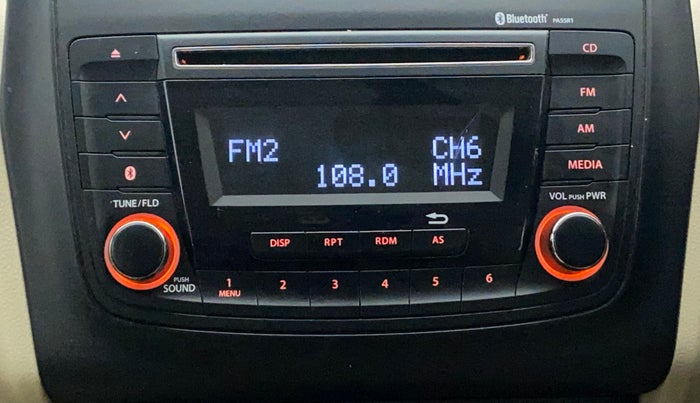 Bluetooth® PA55R1
CD
FM
AM
MEDIA
FM2 CH6
108.0 MHz
TUNE/FLD
VOL PUSH PWR
DISP RPT RDM AS
PUSH
SOUND
1 2 3 4 5 6
MENU